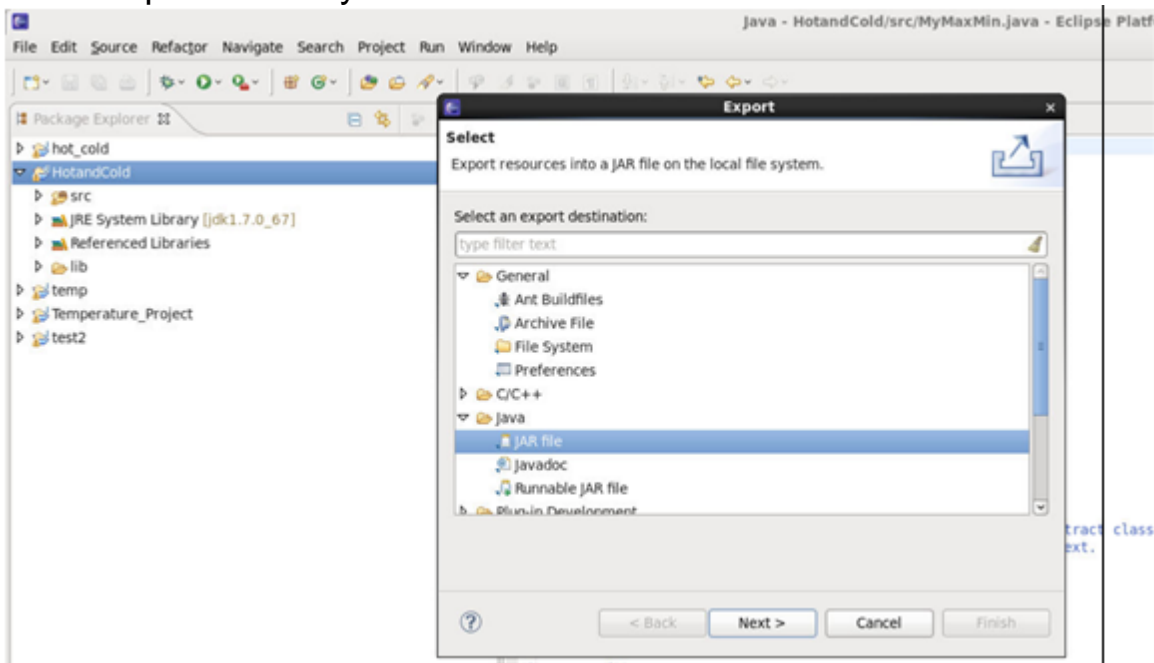 Java - HotandCold/src/MyMaxMin.java - Eclipse Platf
File Edit Source Refactor Navigate Search Project Run Window Help
Package Explorer
hot_cold
HotandCold
src
JRE System Library [jdk1.7.0_67]
Referenced Libraries
lib
temp
Temperature_Project
test2
Export
Select
Export resources into a JAR file on the local file system.
Select an export destination:
type filter text
General
Ant Buildfiles
Archive File
File System
Preferences
C/C++
Java
JAR file
Javadoc
Runnable JAR file
Plug-in Development
tract class
ext.
< Back Next > Cancel Finish